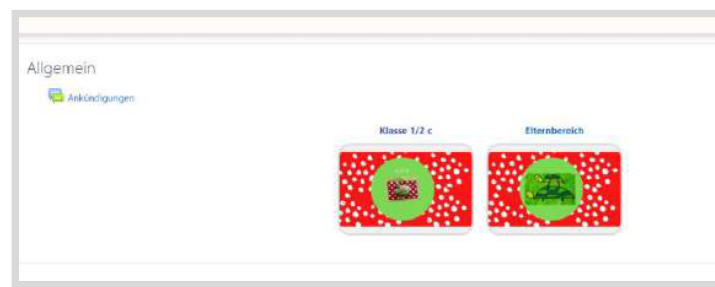 Allgemein
Ankündigungen
Klasse 1/2 c
Elternbereich